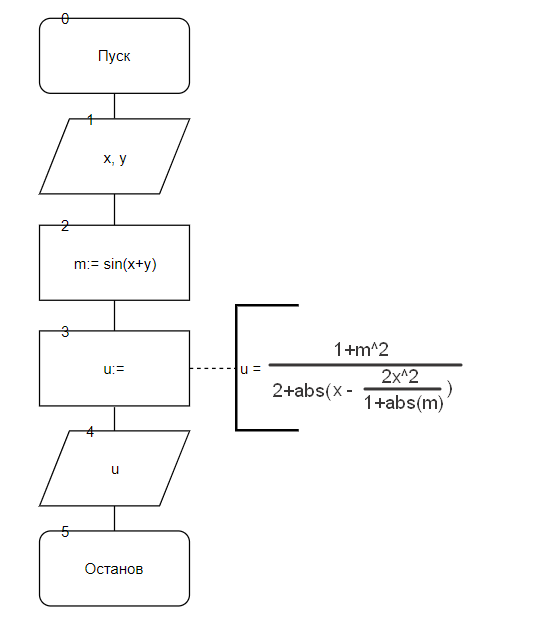 0
Пуск
1
x, y
2
m:= sin(x+y)
3
u:=
u =
1+m^2
2+abs(x -
2x^2
1+abs(m)
)
4
u
5
Останов